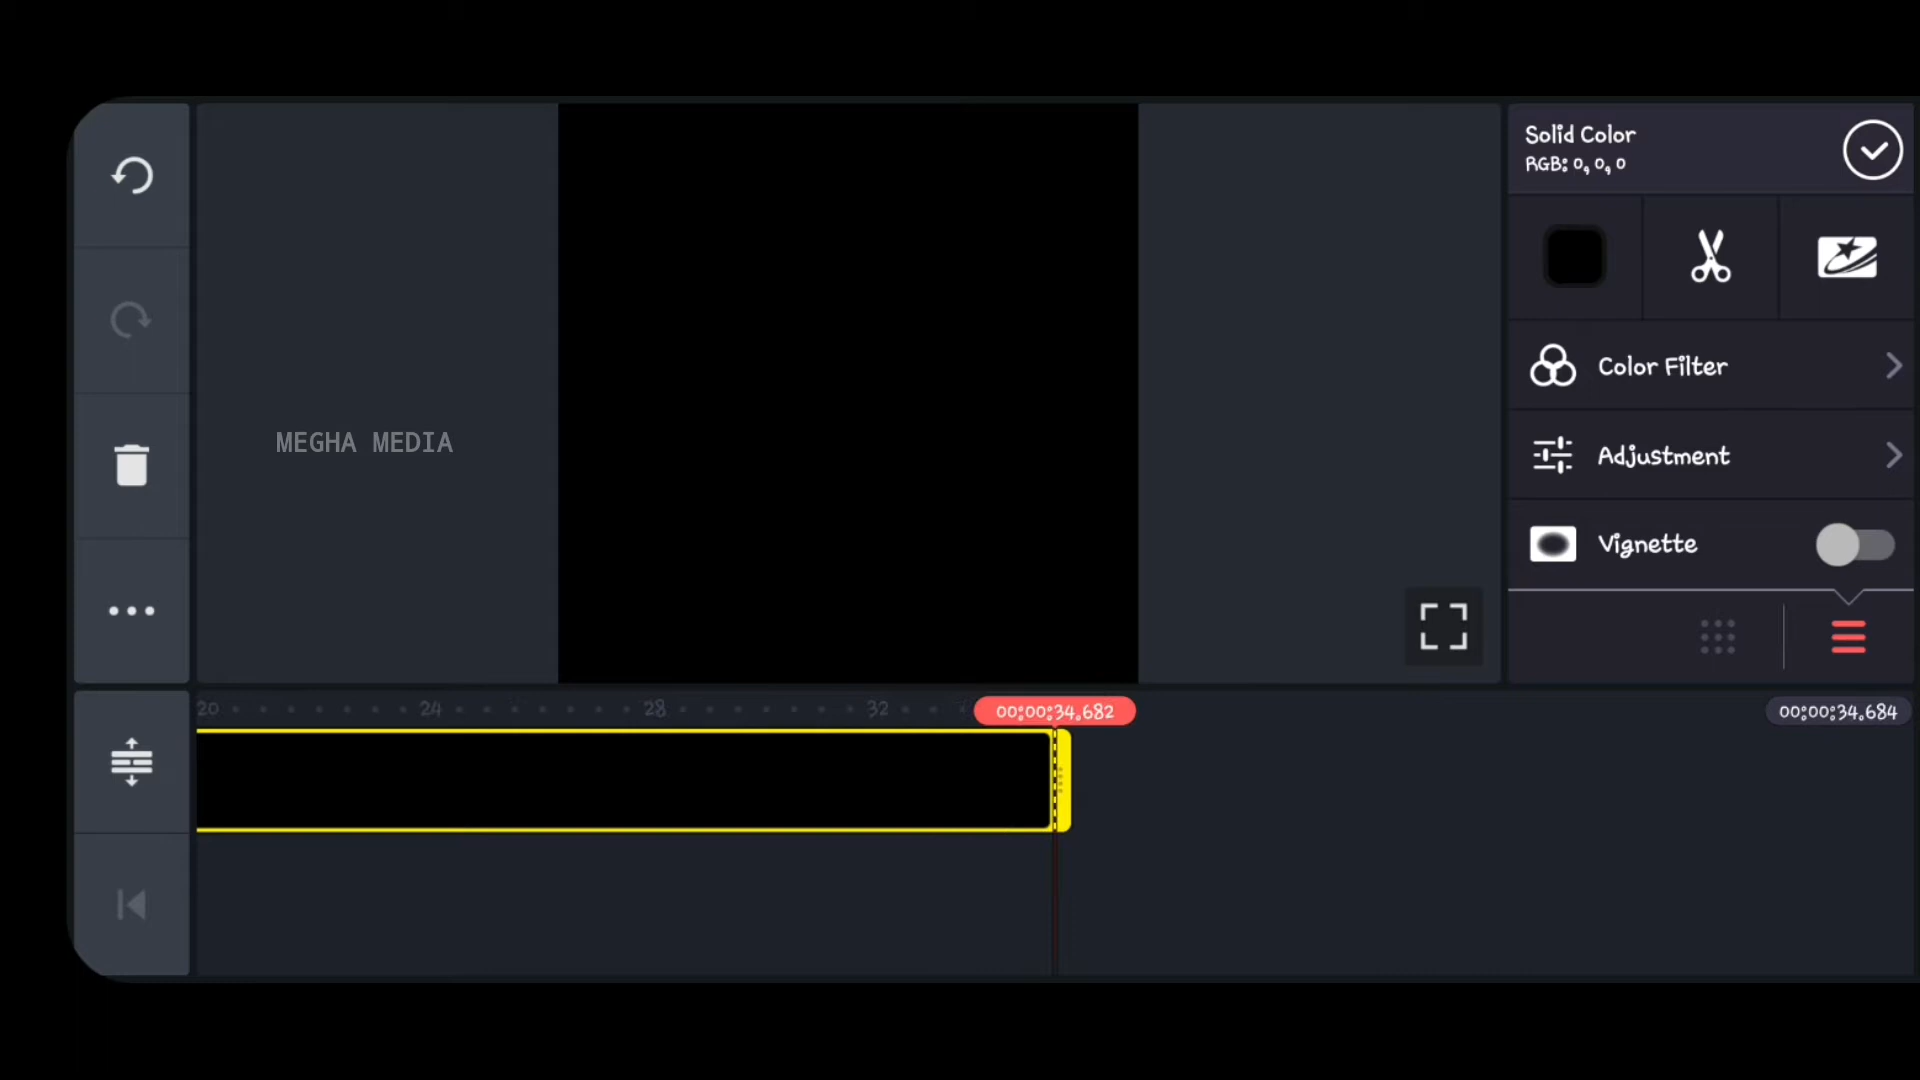 Solid Color
RGB: 0, 0, 0
Color Filter
Adjustment
MEGHA MEDIA
Vignette
20 24 28 32 00:00:34.682 00:00:34.684